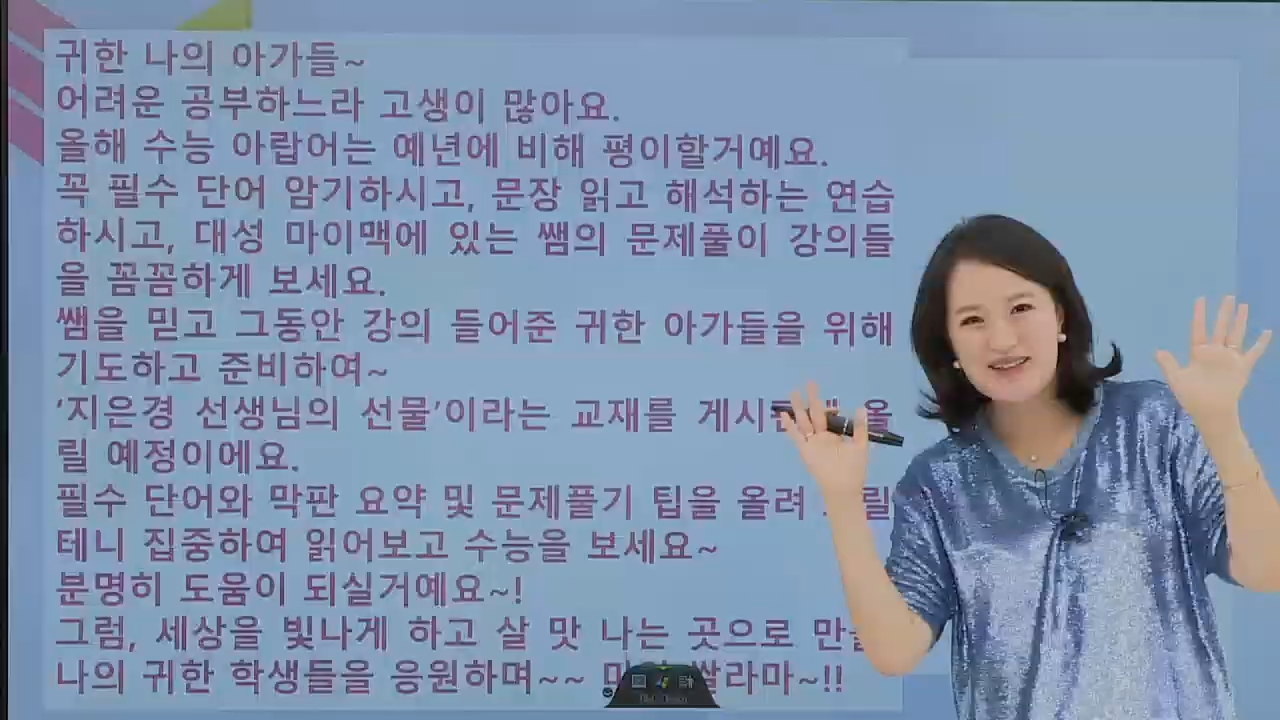 귀한 나의 아가들~
어려운 공부하느라 고생이 많아요.
올해 수능 아랍어는 예년에 비해 평이할거예요.
꼭 필수 단어 암기하시고, 문장 읽고 해석하는 연습
하시고, 대성 마이맥에 있는 쌤의 문제풀이 강의들
을 꼼꼼하게 보세요.
쌤을 믿고 그동안 강의 들어준 귀한 아가들을 위해
기도하고 준비하여~
‘지은경 선생님의 선물’이라는 교재를 올
릴 예정이에요.
필수 단어와 막판 요약 및 문제풀기 팁을 올려 릴
테니 집중하여 읽어보고 수능을 보세요~
분명히 도움이 되실거예요~!
그럼, 세상을 빛나게 하고 살 맛 나는 곳으로
나의 귀한 학생들을 응원하며~~ 쌀라마~!!